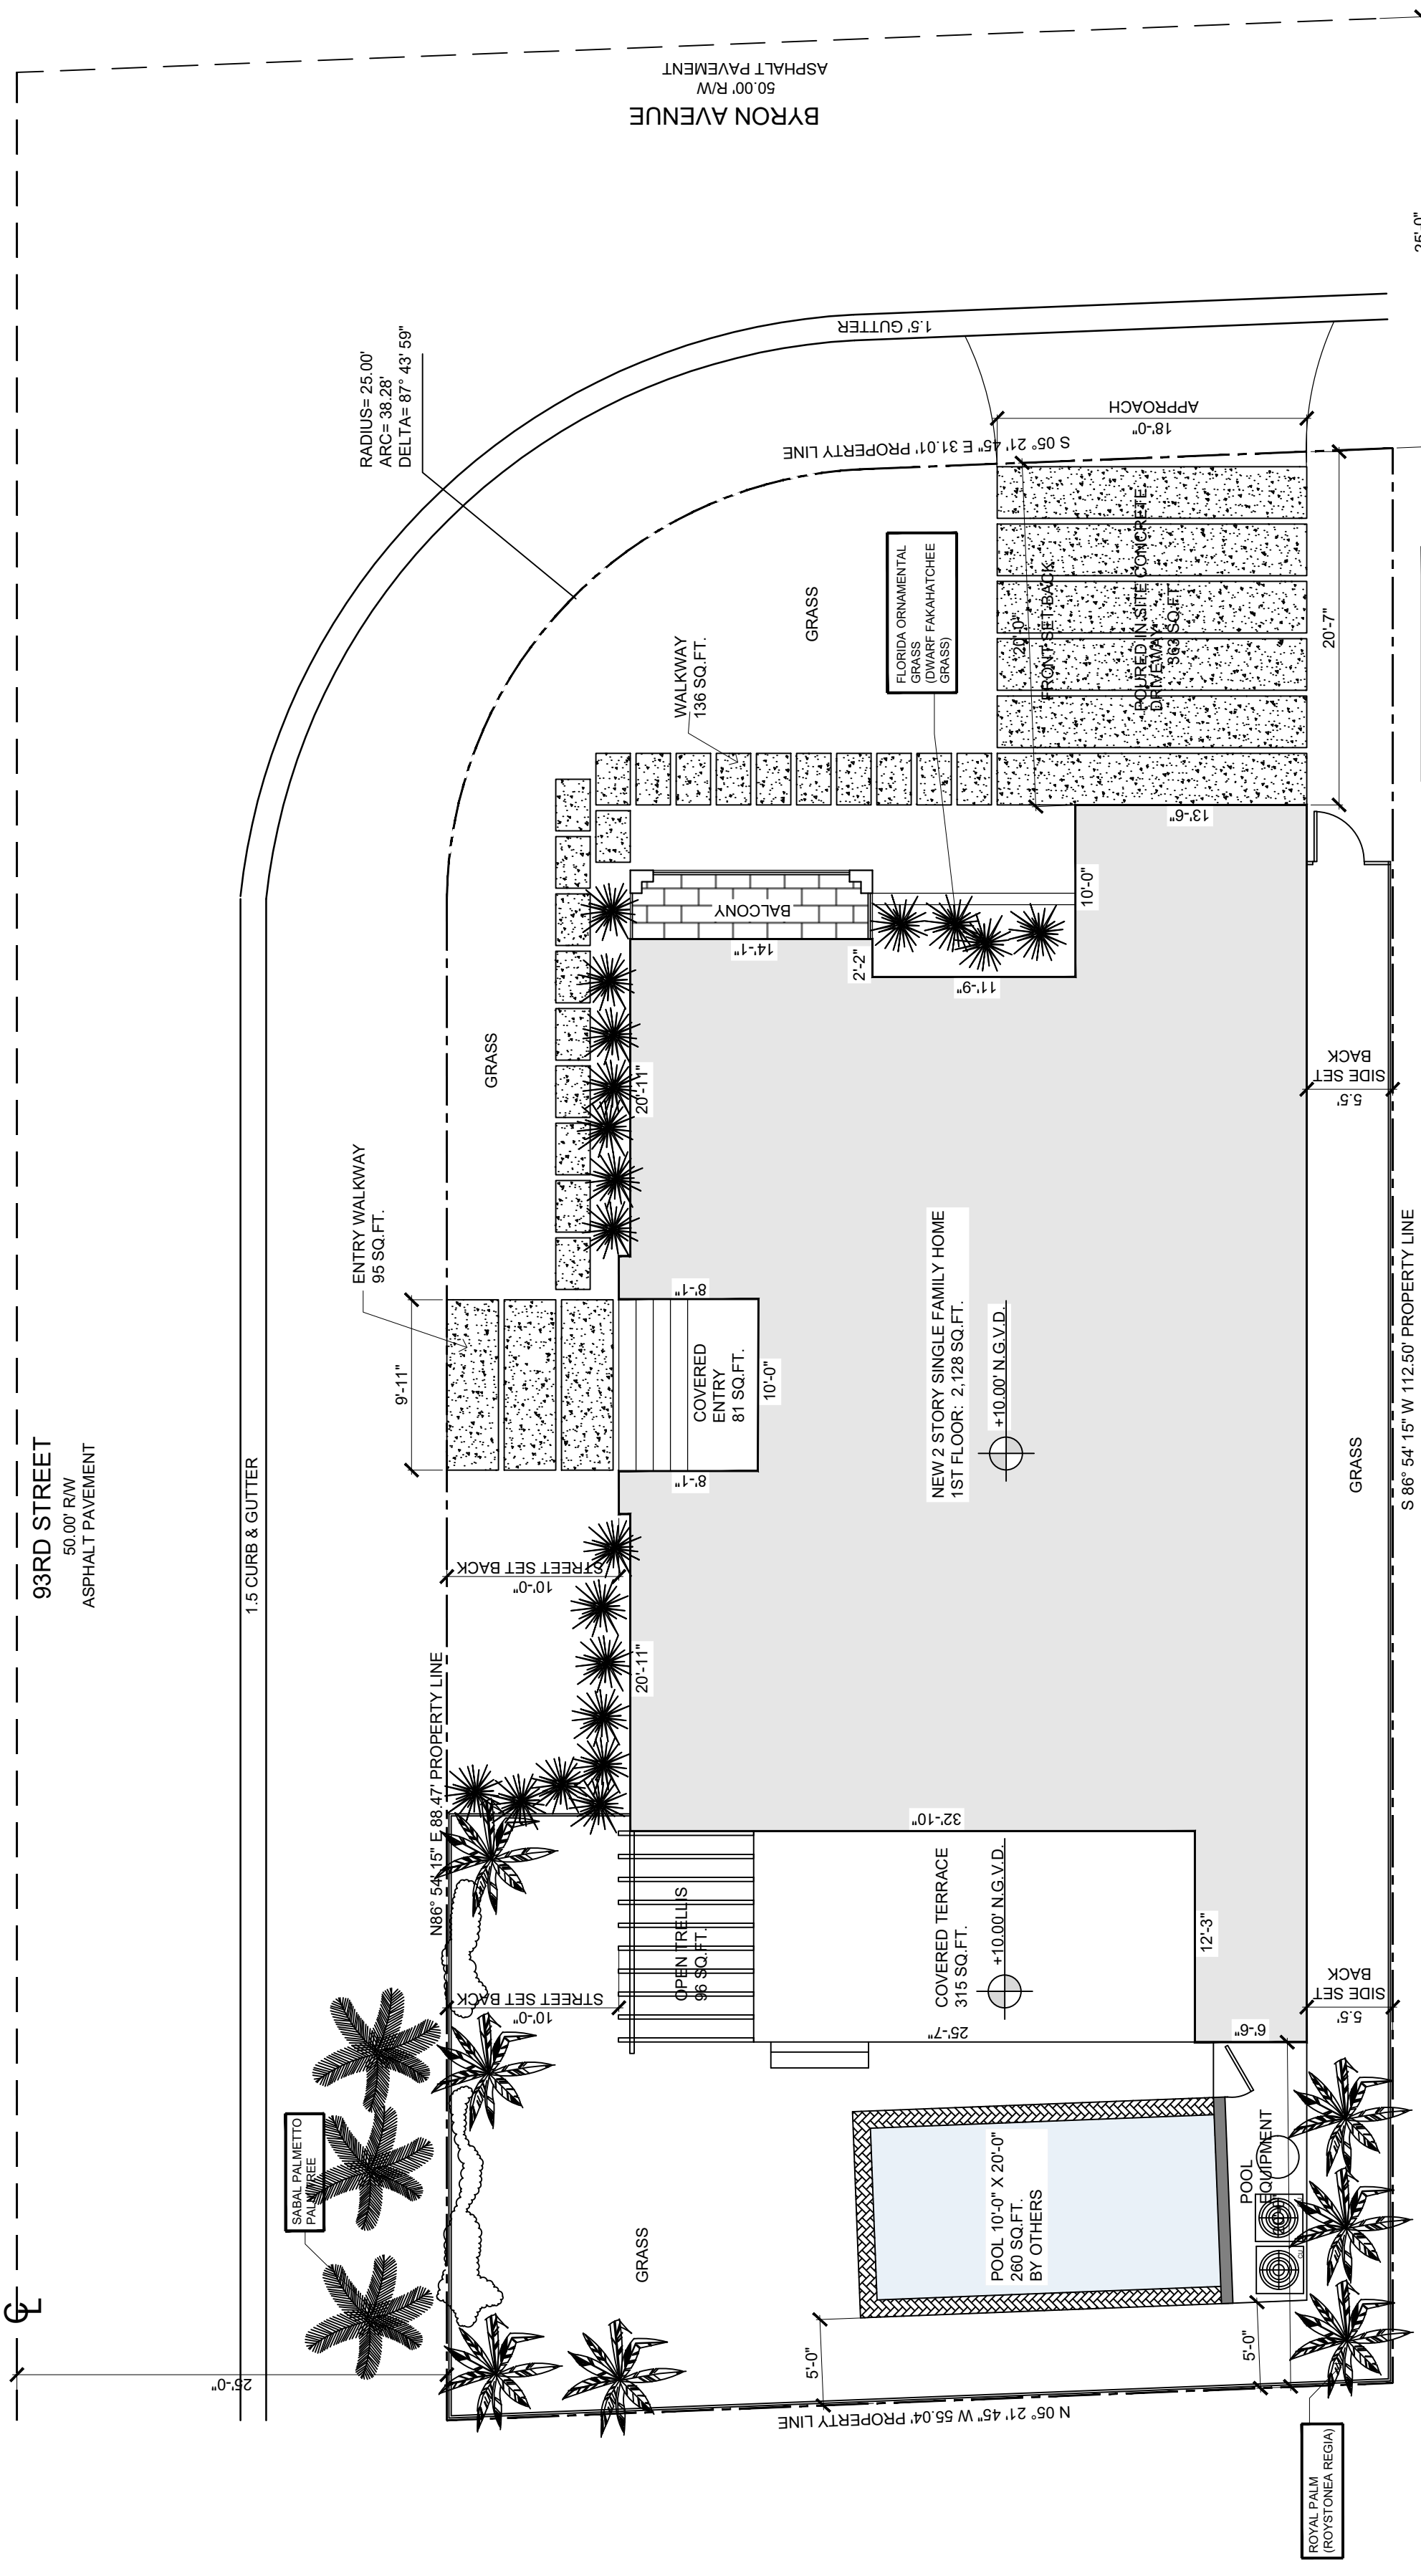 BYRON AVENUE
50.00' R/W
ASPHALT PAVEMENT
25'-0"
1.5' GUTTER
RADIUS= 25.00'
ARC= 38.28'
DELTA= 87° 43' 59"
APPROACH
18'-0"
S 05° 21' 45" E 31.01' PROPERTY LINE
FLORIDA ORNAMENTAL
GRASS
(DWARF FAKAHATCHEE
GRASS)
GRASS
WALKWAY
136 SQ.FT.
20'-0"
FRONT SET BACK
POURED IN SITE CONCRETE
DRIVEWAY
363 SQ.FT.
20'-7"
13'-6"
10'-0"
BALCONY
14'-1"
2'-2"
11'-9"
GRASS
20'-11"
SIDE SET
BACK
5.5'
ENTRY WALKWAY
95 SQ.FT.
9'-11"
8'-1"
COVERED
ENTRY
81 SQ.FT.
10'-0"
8'-1"
NEW 2 STORY SINGLE FAMILY HOME
1ST FLOOR: 2,128 SQ.FT.
+10.00' N.G.V.D.
GRASS
S 86° 54' 15" W 112.50' PROPERTY LINE
93RD STREET
50.00' R/W
ASPHALT PAVEMENT
1.5 CURB & GUTTER
STREET SET BACK
10'-0"
20'-11"
N86° 54' 15" E 88.47' PROPERTY LINE
32'-10"
OPEN TRELLIS
96 SQ.FT.
COVERED TERRACE
315 SQ.FT.
+10.00' N.G.V.D.
12'-3"
STREET SET BACK
10'-0"
25'-7"
6'-6"
SIDE SET
BACK
5.5'
SABAL PALMETTO
PALM TREE
GRASS
POOL 10'-0" X 20'-0"
260 SQ.FT.
BY OTHERS
POOL
EQUIPMENT
CL
25'-0"
5'-0"
5'-0"
N 05° 21' 45" W 55.04' PROPERTY LINE
ROYAL PALM
(ROYSTONEA REGIA)